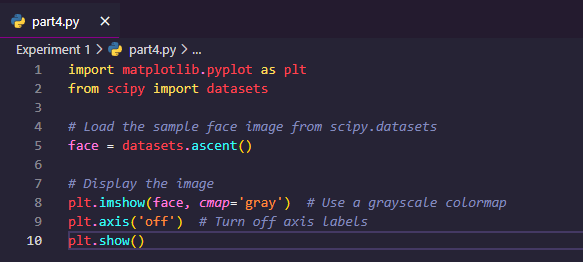 part4.py ×
Experiment 1 > part4.py > ...
1 import matplotlib.pyplot as plt
2 from scipy import datasets
3
4 # Load the sample face image from scipy.datasets
5 face = datasets.ascent()
6
7 # Display the image
8 plt.imshow(face, cmap='gray')  # Use a grayscale colormap
9 plt.axis('off')  # Turn off axis labels
10 plt.show()